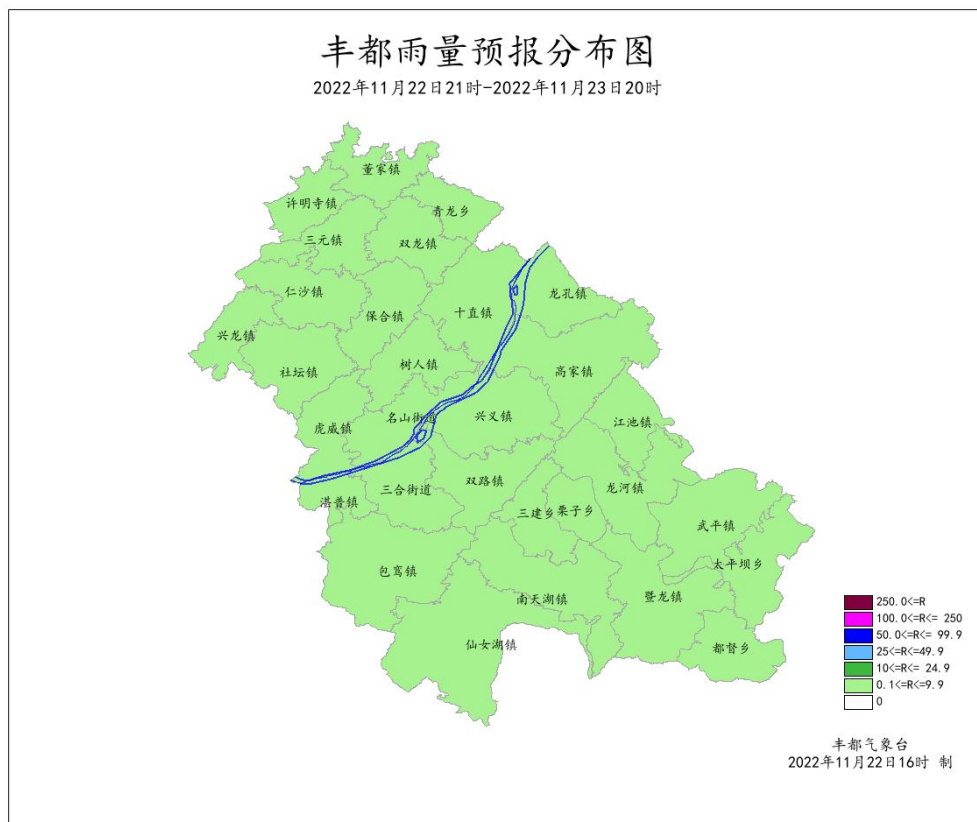 丰都雨量预报分布图
2022年11月22日21时-2022年11月23日20时
董家镇
许明寺镇
青龙乡
三元镇
双龙镇
仁沙镇
龙孔镇
保合镇
十直镇
兴龙镇
树人镇
社坛镇
高家镇
名山街道
兴义镇
江池镇
虎威镇
双路镇
龙河镇
三合街道
湛普镇
三建乡
栗子乡
武平镇
太平坝乡
包鸾镇
南天湖镇
暨龙镇
仙女湖镇
都督乡
250.0<=R
100.0<=R<= 250
50.0<=R<= 99.9
25<=R<=49.9
10<=R<= 24.9
0.1<=R<=9.9
0
丰都气象台
2022年11月22日16时 制